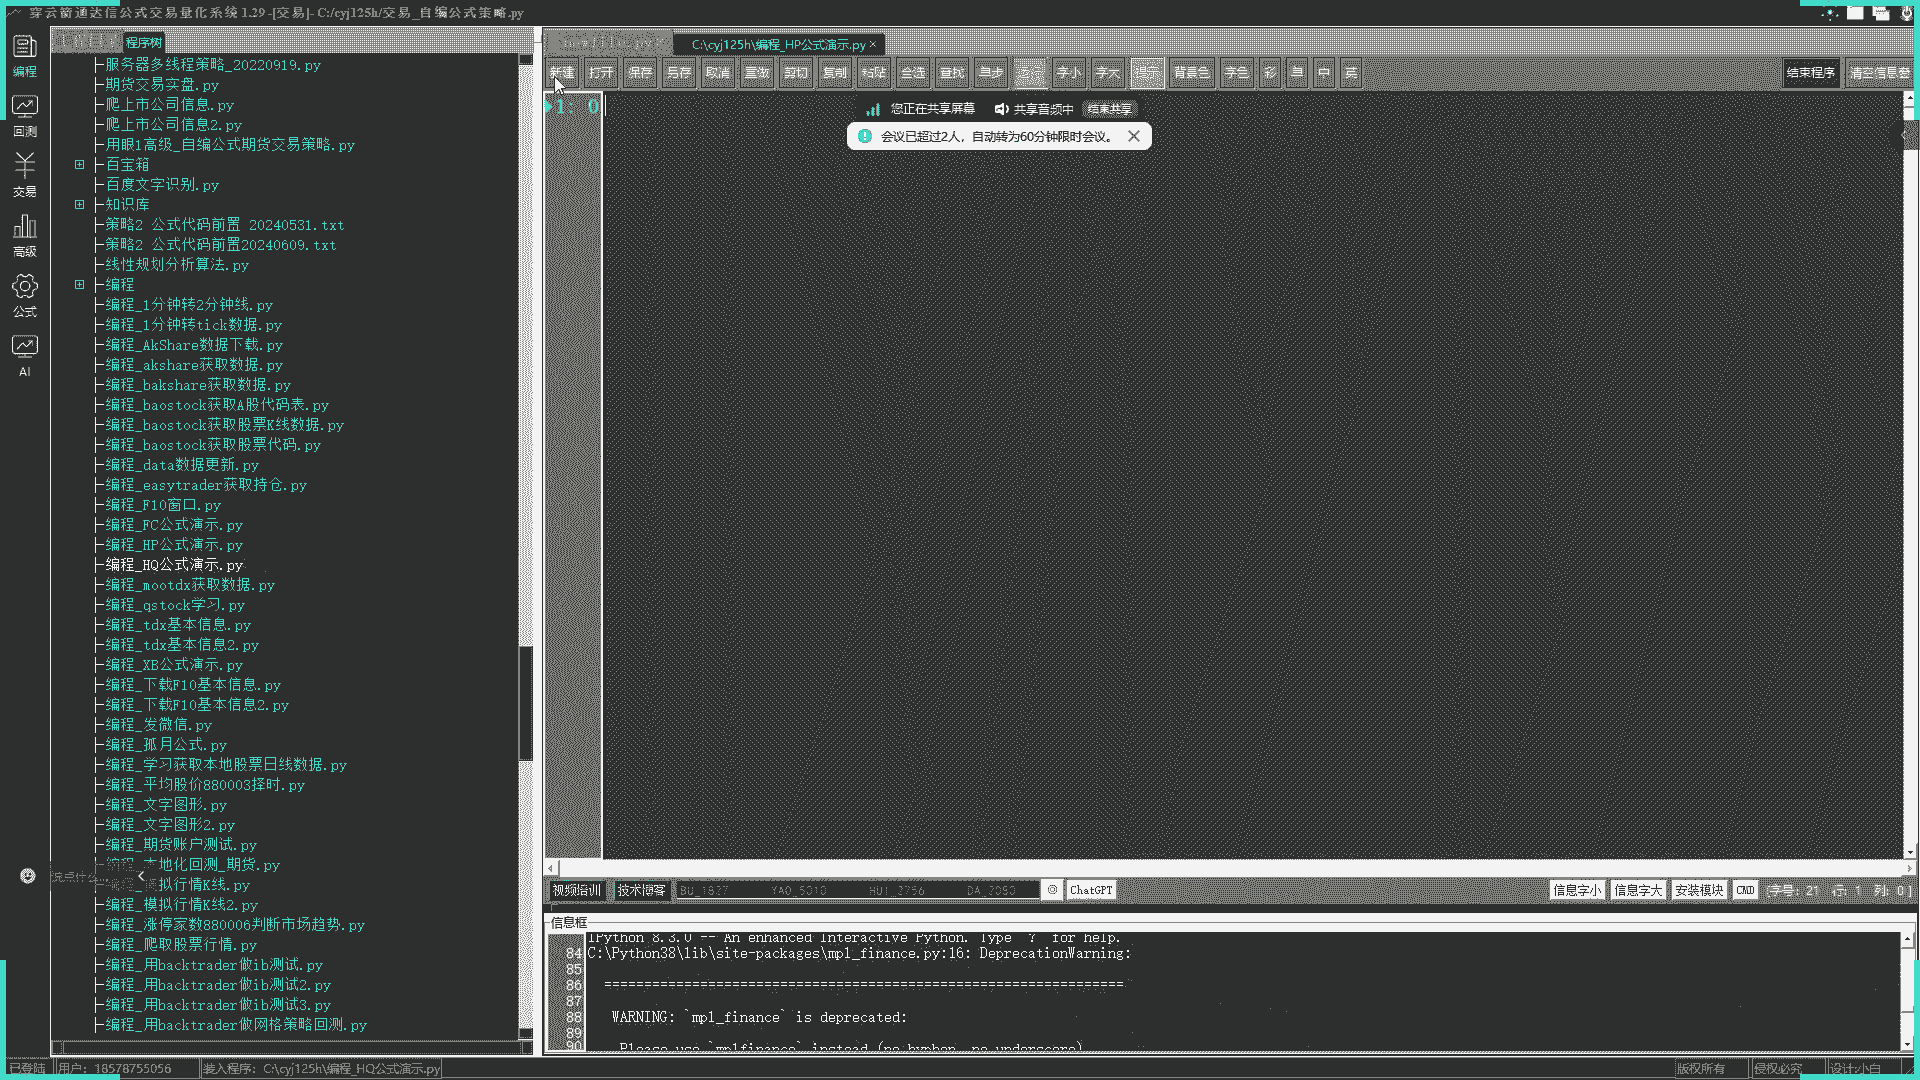 穿云箭通达信公式交易量化系统 1.29 -[交易]- C:/cyj125h/交易_自编公式策略.py
编程
回测
交易
高级
公式
AI
程序树
服务器多线程策略_20220919.py
期货交易实盘.py
爬上市公司信息.py
爬上市公司信息2.py
用眼1高级_自编公式期货交易策略.py
百宝箱
百度文字识别.py
知识库
策略2 公式代码前置 20240531.txt
策略2 公式代码前置20240609.txt
线性规划分析算法.py
编程
编程_1分钟转2分钟线.py
编程_1分钟转tick数据.py
编程_AkShare数据下载.py
编程_akshare获取数据.py
编程_bakshare获取数据.py
编程_baostock获取A股代码表.py
编程_baostock获取股票K线数据.py
编程_baostock获取股票代码.py
编程_data数据更新.py
编程_easytrader获取持仓.py
编程_F10窗口.py
编程_FC公式演示.py
编程_HP公式演示.py
编程_HQ公式演示.py
编程_mootdx获取数据.py
编程_qstock学习.py
编程_tdx基本信息.py
编程_tdx基本信息2.py
编程_XB公式演示.py
编程_下载F10基本信息.py
编程_下载F10基本信息2.py
编程_发微信.py
编程_孤月公式.py
编程_学习获取本地股票日线数据.py
编程_平均股价880003择时.py
编程_文字图形.py
编程_文字图形2.py
编程_期货账户测试.py
编程_本地化回测_期货.py
模拟行情K线.py
编程_模拟行情K线2.py
编程_涨停家数880006判断市场趋势.py
编程_爬取股票行情.py
编程_用backtrader做ib测试.py
编程_用backtrader做ib测试2.py
编程_用backtrader做ib测试3.py
编程_用backtrader做网格策略回测.py
说点什么...
C:\cyj125h\编程_HP公式演示.py ×
新建 打开 保存 另存 取消 重做 剪切 复制 粘贴 全选 查找 单步 运行 字小 字大 提示 背景色 字色 彩 单 中 英 结束程序 清空信息窗
1: 0
您正在共享屏幕 共享音频中 结束共享
会议已超过2人，自动转为60分钟限时会议。
视频培训 技术博客 BU_1827 YAO_5010 HUI_2756 DA_2080 ChatGPT 信息字小 信息字大 安装模块 CMD 字号: 21 行: 1 列: 0
信息框
IPython 8.3.0 -- An enhanced Interactive Python. Type '?' for help.
84 C:\Python38\lib\site-packages\mpl_finance.py:16: DeprecationWarning:
85
86 =================================================================
87
88 WARNING: `mpl_finance` is deprecated:
89
90 Please use `mplfinance` instead (no hyphen, no underscore).
已登陆 用户: 18578755056 装入程序: C:\cyj125h\编程_HQ公式演示.py 版权所有 侵权必究 设计:小白